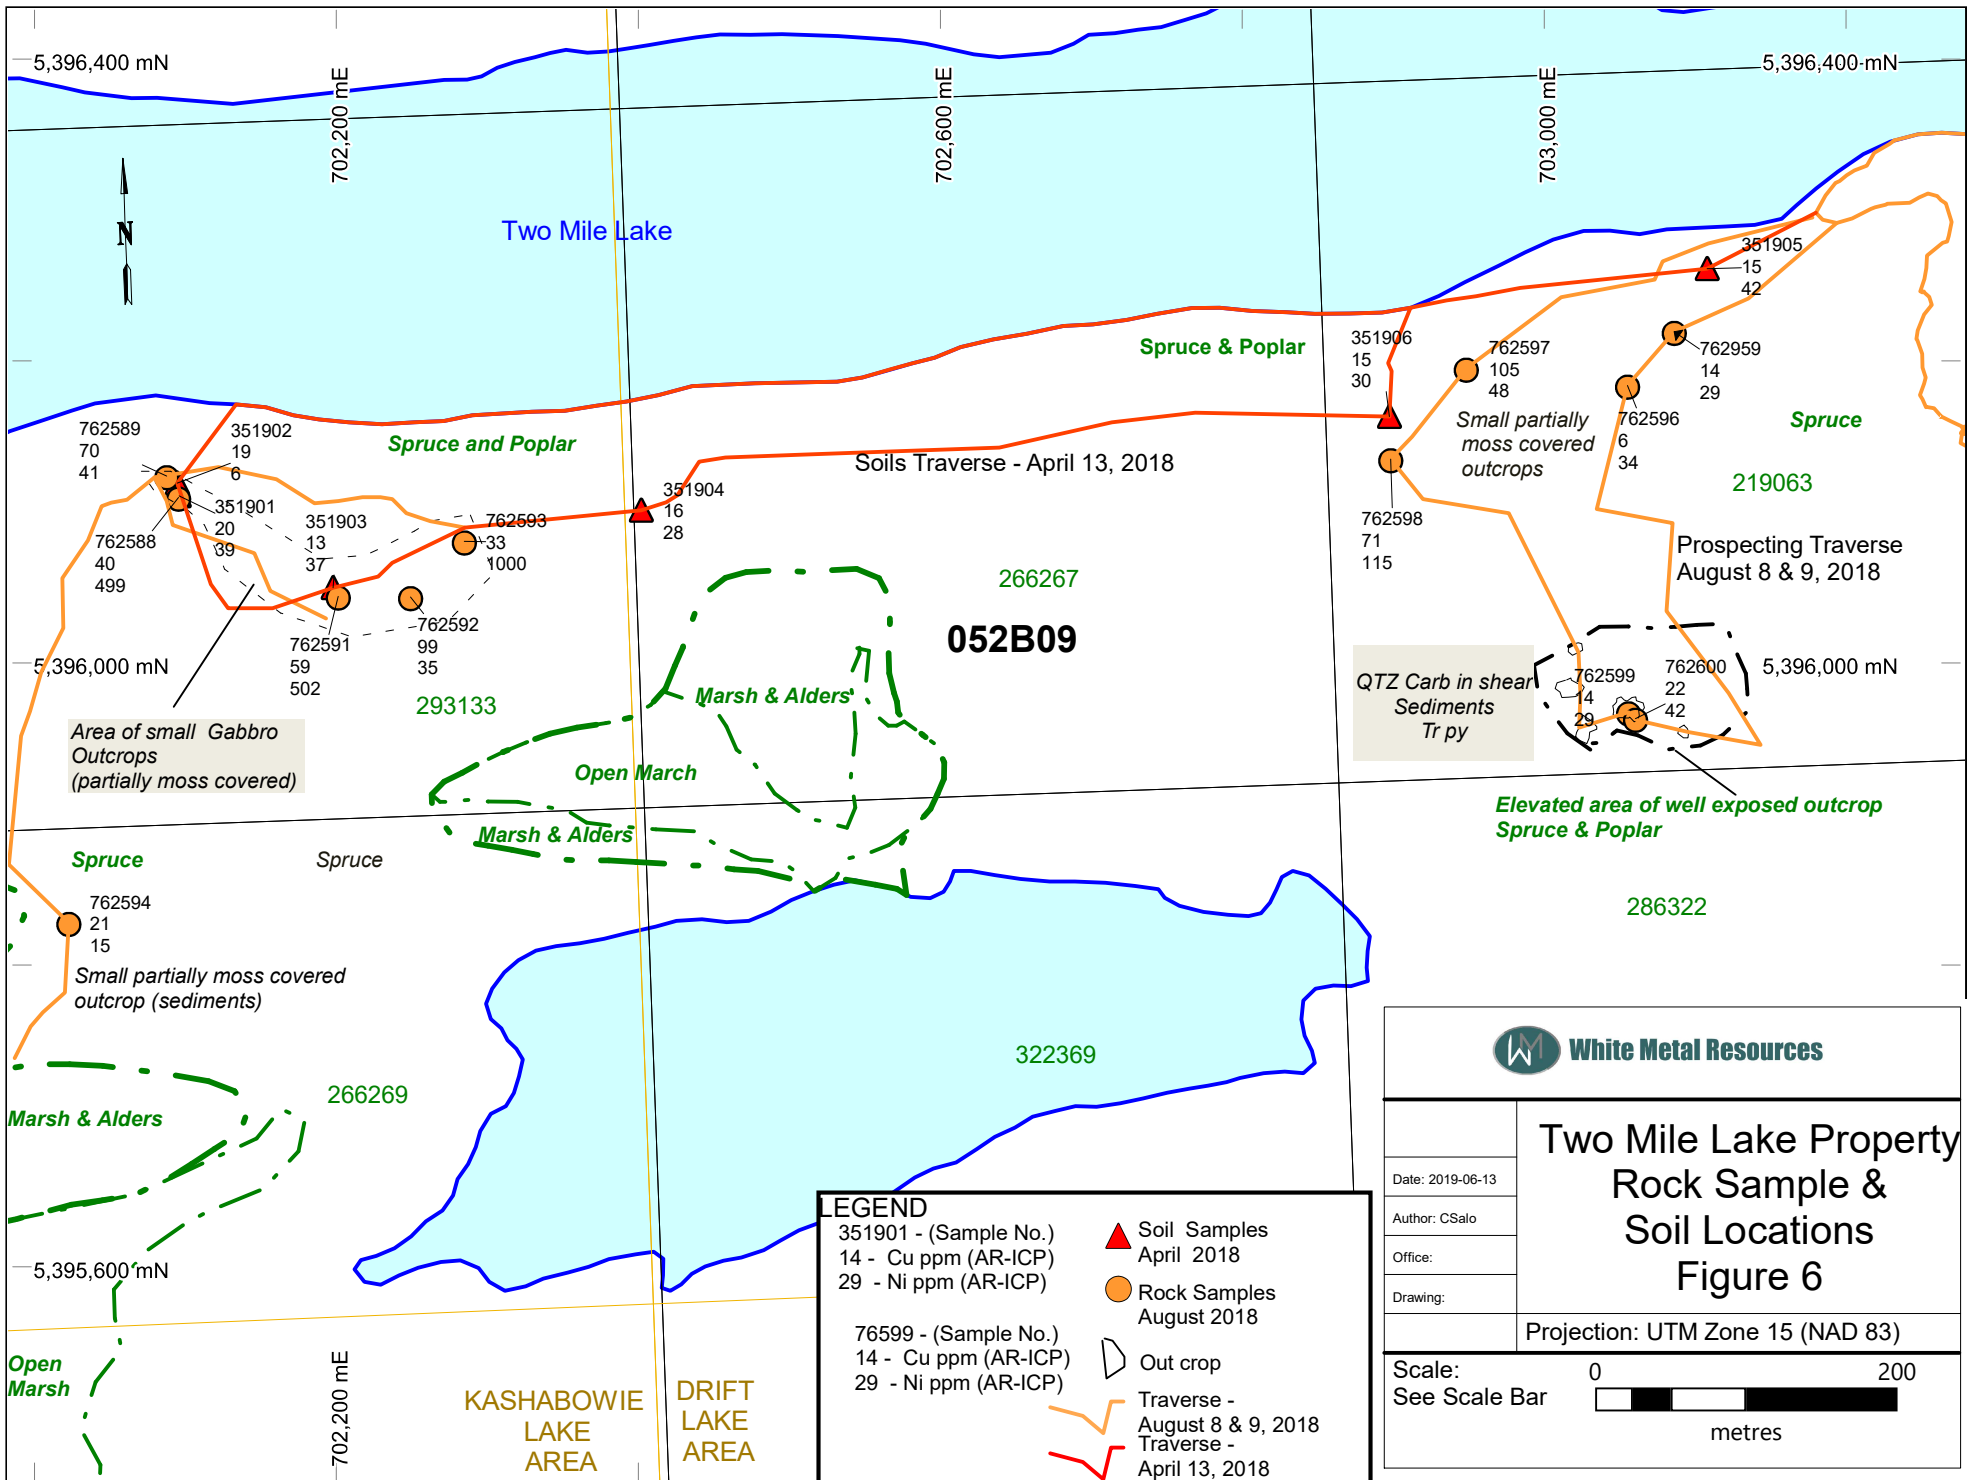 5,396,400 mN
702,200 mE
702,600 mE
703,000 mE
5,396,400 mN
N
Two Mile Lake
351905
15
42
Spruce & Poplar
351906
15
30
762597
105
48
762959
14
29
Small partially
moss covered
outcrops
762596
6
34
Spruce
219063
762589
70
41
351902
19
6
Spruce and Poplar
Soils Traverse - April 13, 2018
351901
20
39
351903
13
37
762593
33
1000
351904
16
28
762588
40
499
762598
71
115
Prospecting Traverse
August 8 & 9, 2018
266267
052B09
762591
59
502
762592
99
35
5,396,000 mN
293133
Marsh & Alders
QTZ Carb in shear
Sediments
Tr py
762599
14
29
762600
22
42
5,396,000 mN
Area of small Gabbro
Outcrops
(partially moss covered)
Open March
Marsh & Alders
Elevated area of well exposed outcrop
Spruce & Poplar
Spruce
Spruce
762594
21
15
286322
Small partially moss covered
outcrop (sediments)
322369
266269
Marsh & Alders
5,395,600 mN
Open
Marsh
702,200 mE
KASHABOWIE
LAKE
AREA
DRIFT
LAKE
AREA
LEGEND
351901 - (Sample No.)
14 - Cu ppm (AR-ICP)
29 - Ni ppm (AR-ICP)
76599 - (Sample No.)
14 - Cu ppm (AR-ICP)
29 - Ni ppm (AR-ICP)
Soil Samples
April 2018
Rock Samples
August 2018
Out crop
Traverse -
August 8 & 9, 2018
Traverse -
April 13, 2018
WM White Metal Resources
Two Mile Lake Property
Rock Sample &
Soil Locations
Figure 6
Date: 2019-06-13
Author: CSalo
Office:
Drawing:
Projection: UTM Zone 15 (NAD 83)
Scale:
See Scale Bar
0 200
metres